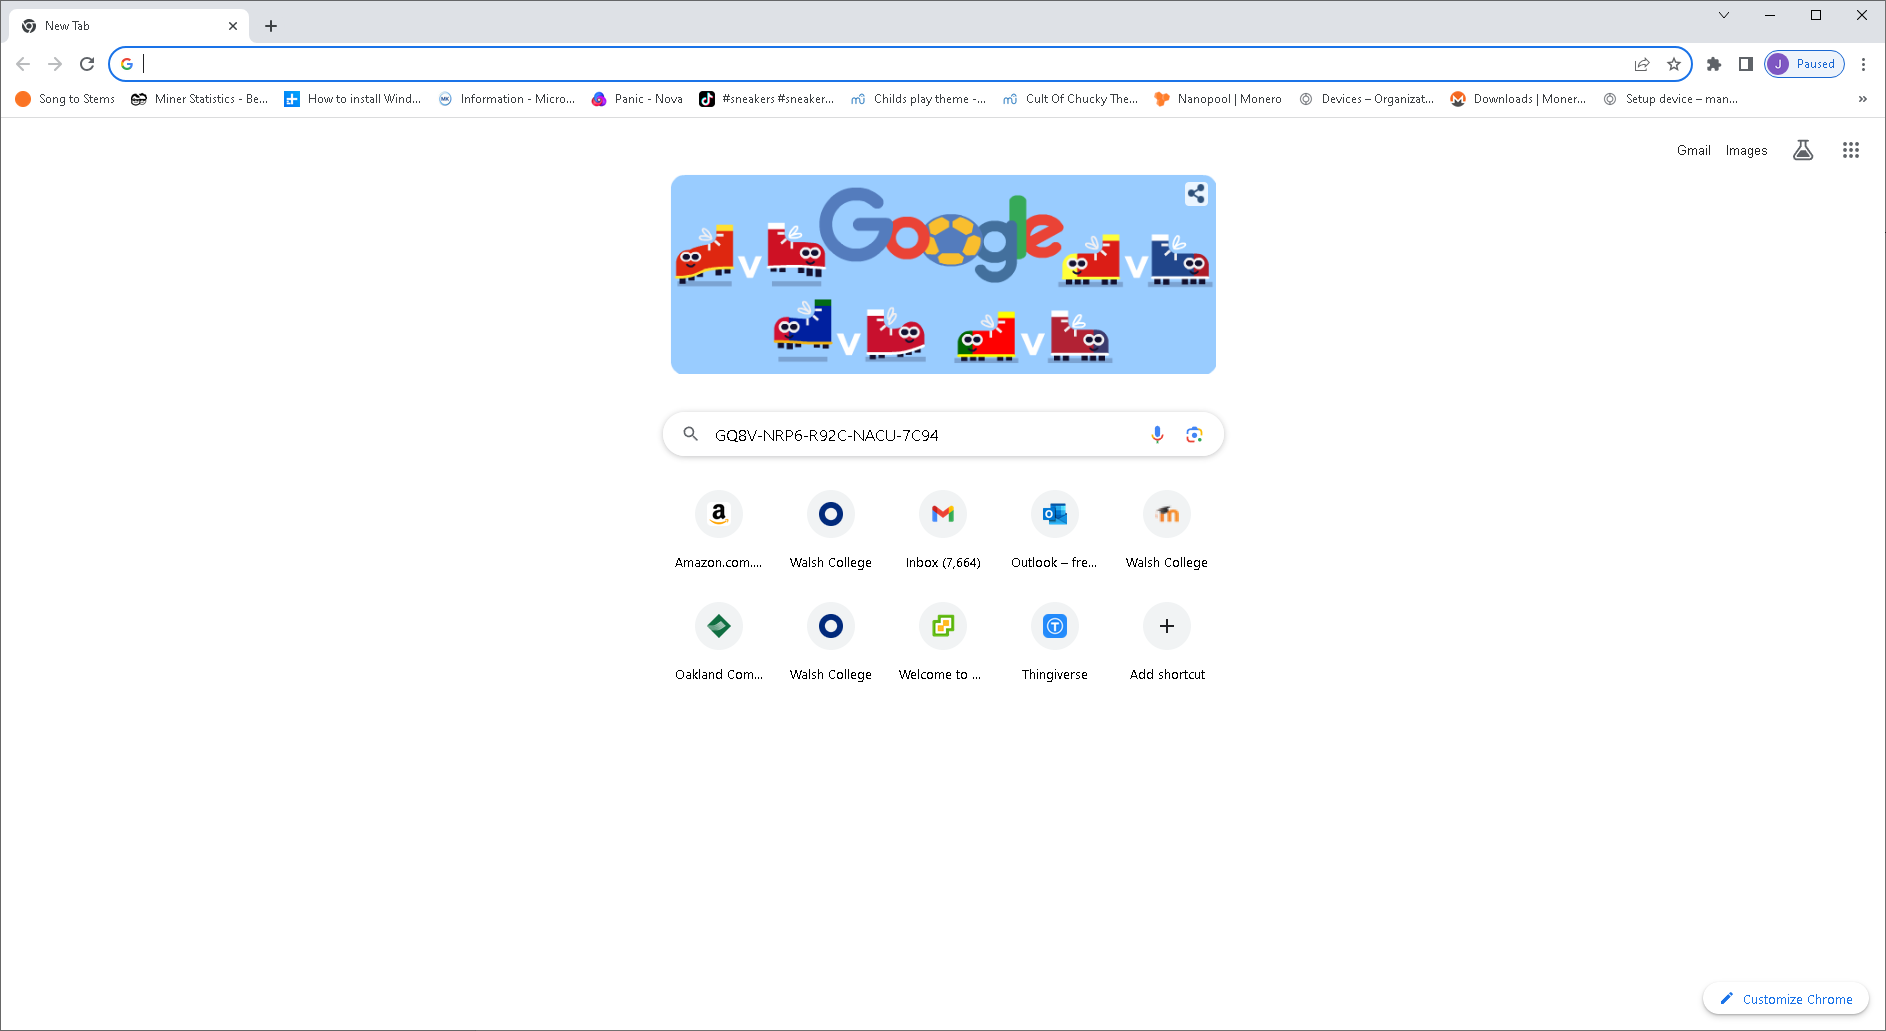 New Tab
J Paused
Song to Stems Miner Statistics - Be... How to install Wind... Information - Micro... Panic - Nova #sneakers #sneaker... Childs play theme -... Cult Of Chucky The... Nanopool | Monero Devices – Organizat... Downloads | Moner... Setup device – man... »
Gmail Images
Google
v v
v v
GQ8V-NRP6-R92C-NACU-7C94
Amazon.com.... Walsh College Inbox (7,664) Outlook – fre... Walsh College
Oakland Com... Walsh College Welcome to ... Thingiverse Add shortcut
Customize Chrome